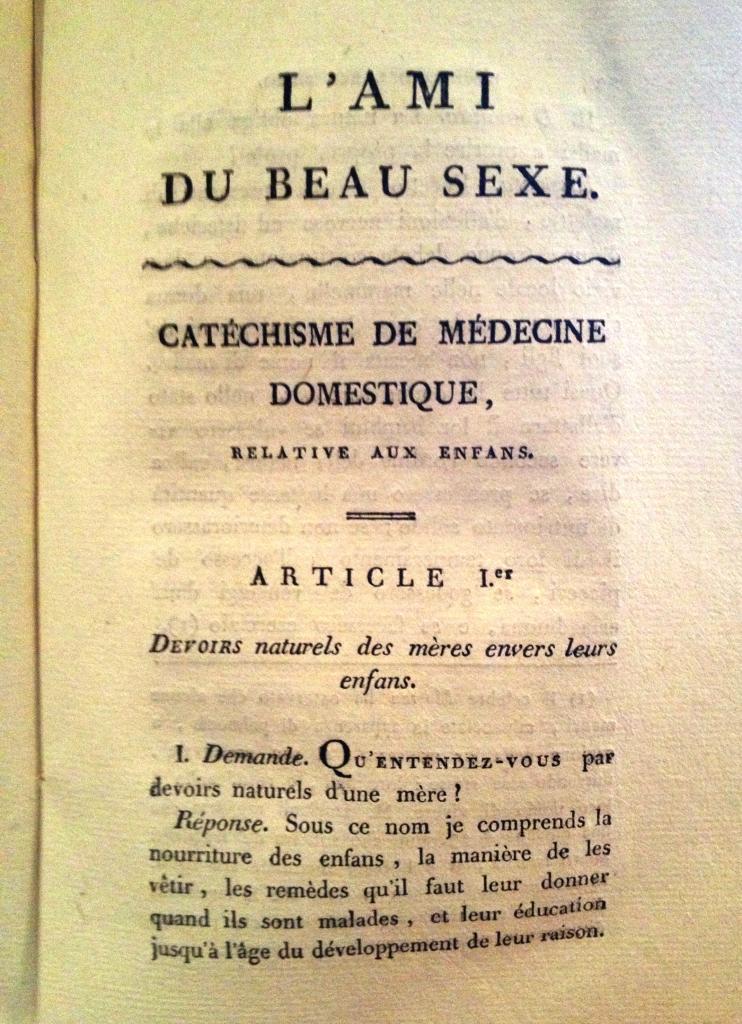 L'AMI
DU BEAU SEXE.
CATÉCHISME DE MÉDECINE
DOMESTIQUE,
RELATIVE AUX ENFANS.
ARTICLE I.er
DEVOIRS naturels des mères envers leurs
enfans.
I. Demande. QU'ENTENDEZ-VOUS par
devoirs naturels d'une mère ?
Réponse. Sous ce nom je comprends la
nourriture des enfans , la manière de les
vêtir , les remèdes qu'il faut leur donner
quand ils sont malades , et leur éducation
jusqu'à l'âge du développement de leur raison.